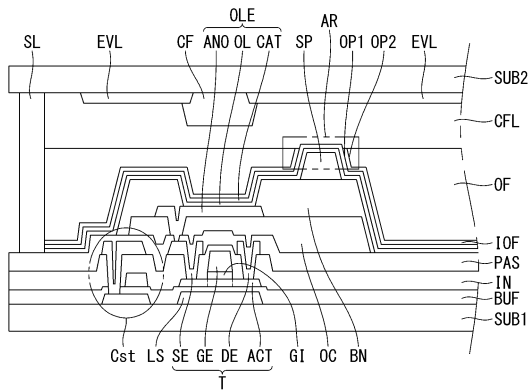 OLE
SL EVL CF ANO OL CAT SP AR OP1 OP2 EVL
SUB2
CFL
OF
IOF
PAS
IN
BUF
SUB1
Cst LS SE GE DE ACT GI OC BN
T